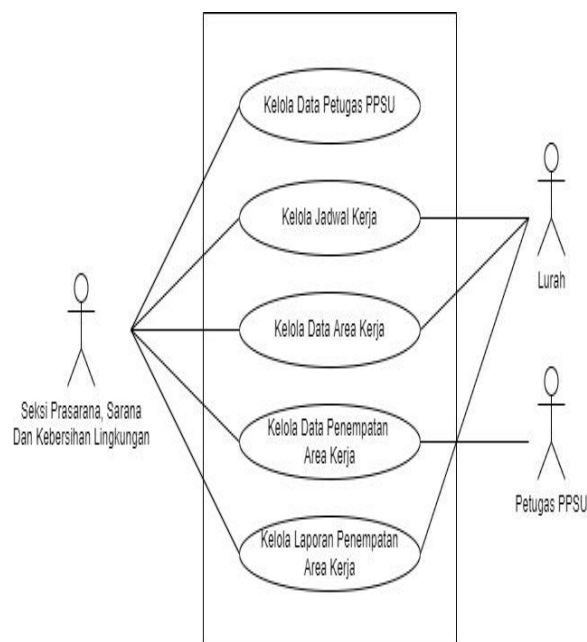 Kelola Data Petugas PPSU
Kelola Jadwal Kerja
Lurah
Kelola Data Area Kerja
Seksi Prasarana, Sarana
Dan Kebersihan Lingkungan
Kelola Data Penempatan
Area Kerja
Petugas PPSU
Kelola Laporan Penempatan
Area Kerja